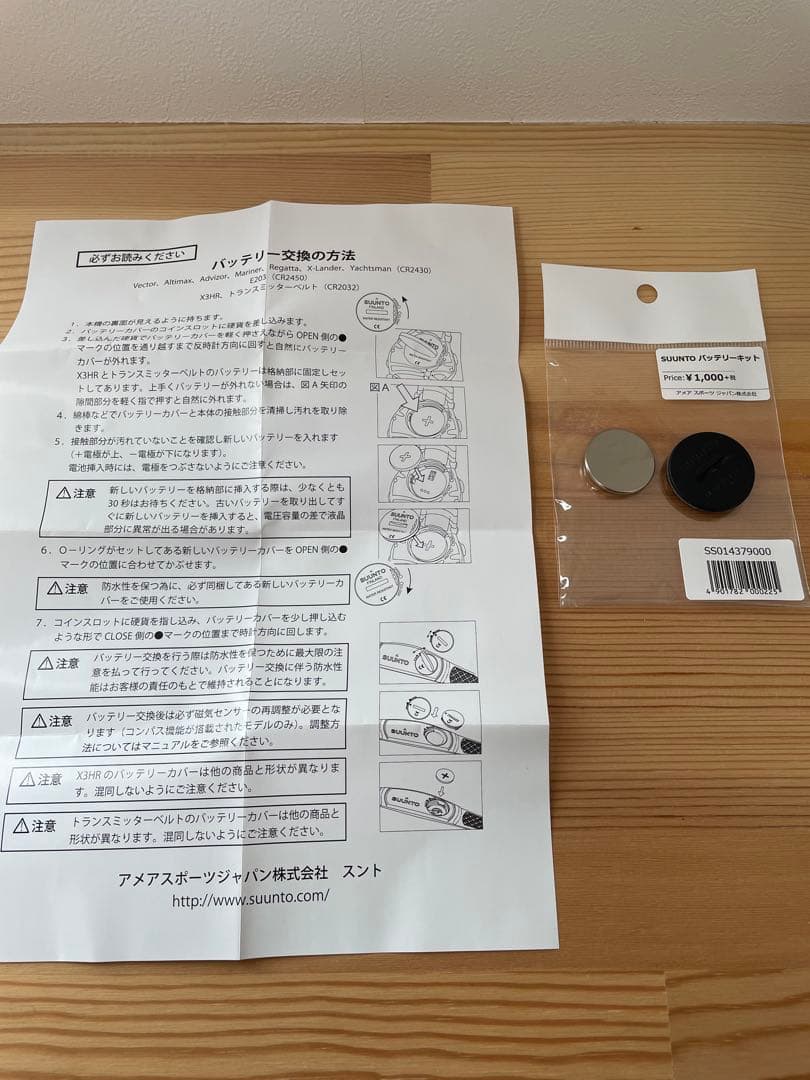 必ずお読みください
バッテリー交換の方法
Vector、Altimax、Advizor、Mariner、Regatta、X-Lander、Yachtsman（CR2430）
E203（CR2450）
X3HR、トランスミッターベルト（CR2032）
1．本機の裏面が見えるように持ちます。
2．バッテリーカバーのコインスロットに硬貨を差し込みます。
3．差し込んだ硬貨でバッテリーカバーを軽く押さえながら OPEN 側の●
マークの位置を通り越すまで反時計方向に回すと自然にバッテリー
カバーが外れます。
X3HRとトランスミッターベルトのバッテリーは格納部に固定しセッ
トしてあります。上手くバッテリーが外れない場合は、図A矢印の
隙間部分を軽く指で押すと自然に外れます。
4．綿棒などでバッテリーカバーと本体の接触部分を清掃し汚れを取り除
きます。
5．接触部分が汚れていないことを確認し新しいバッテリーを入れます
（＋電極が上、－電極が下になります）。
電池挿入時には、電極をつぶさないようにご注意ください。
⚠注意
新しいバッテリーを格納部に挿入する際は、少なくとも
30 秒はお待ちください。古いバッテリーを取り出してす
ぐに新しいバッテリーを挿入すると、電圧容量の差で液晶
部分に異常が出る場合があります。
6．O－リングがセットしてある新しいバッテリーカバーを OPEN 側の●
マークの位置に合わせてかぶせます。
⚠注意
防水性を保つ為に、必ず同梱してある新しいバッテリーカ
バーをご使用ください。
7．コインスロットに硬貨を指し込み、バッテリーカバーを少し押し込む
ような形で CLOSE 側の●マークの位置まで時計方向に回します。
⚠注意
バッテリー交換を行う際は防水性を保つために最大限の注
意を払って行ってください。バッテリー交換に伴う防水性
能はお客様の責任のもとで維持されることになります。
⚠注意
バッテリー交換後は必ず磁気センサーの再調整が必要とな
ります（コンパス機能が搭載されたモデルのみ）。調整方
法についてはマニュアルをご参照ください。
⚠注意
X3HR のバッテリーカバーは他の商品と形状が異なりま
す。混同しないようにご注意ください。
⚠注意
トランスミッターベルトのバッテリーカバーは他の商品と
形状が異なります。混同しないようにご注意ください。
アメアスポーツジャパン株式会社　スント
http://www.suunto.com/
SUUNTO
FINLAND
WATER RESISTANT
CE
図A
SUUNTO
FINLAND
WATER RESISTANT
CE
SUUNTO
SUUNTO
SUUNTO
SUUNTO バッテリーキット
Price:￥1,000+税
アメア スポーツ ジャパン株式会社
SS014379000
4 901782 000225